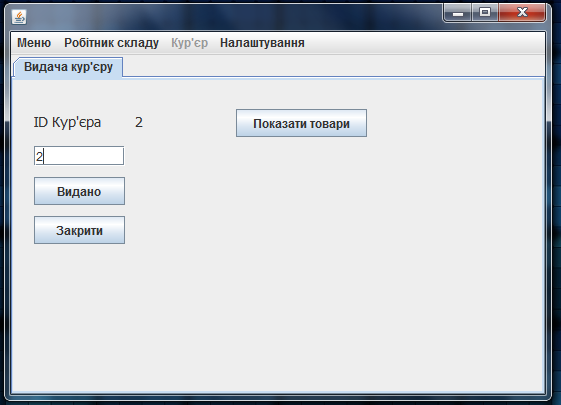 Меню Робітник складу Кур'єр Налаштування
Видача кур'єру
ID Кур'єра 2 Показати товари
2
Видано
Закрити